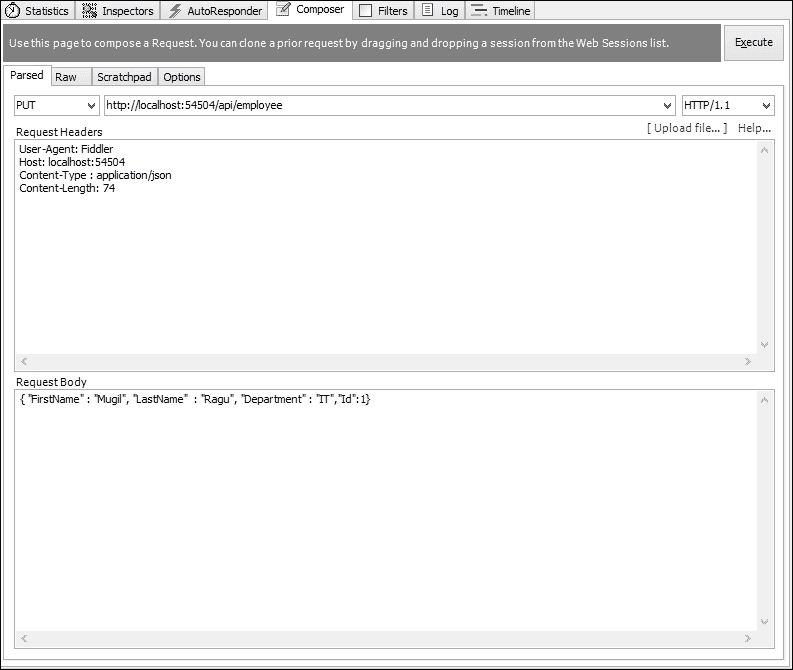 Statistics Inspectors AutoResponder Composer Filters Log Timeline
Use this page to compose a Request. You can clone a prior request by dragging and dropping a session from the Web Sessions list.
Execute
Parsed Raw Scratchpad Options
PUT http://localhost:54504/api/employee HTTP/1.1
Request Headers [ Upload file... ] Help...
User-Agent: Fiddler
Host: localhost:54504
Content-Type : application/json
Content-Length: 74
Request Body
{ "FirstName" : "Mugil", "LastName"  : "Ragu", "Department" : "IT","Id":1}